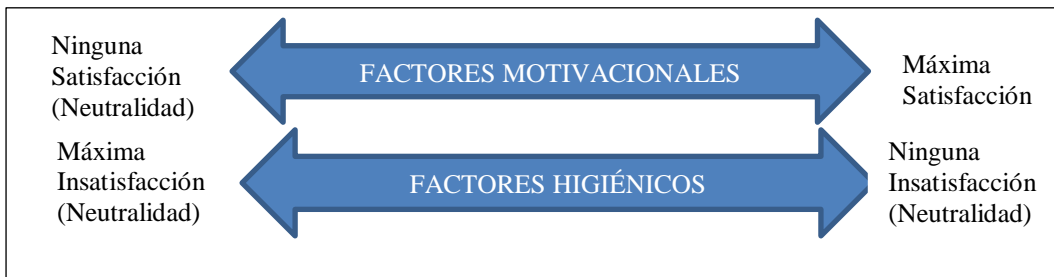 Ninguna
Satisfacción
(Neutralidad)
FACTORES MOTIVACIONALES
Máxima
Satisfacción
Máxima
Insatisfacción
(Neutralidad)
FACTORES HIGIÉNICOS
Ninguna
Insatisfacción
(Neutralidad)